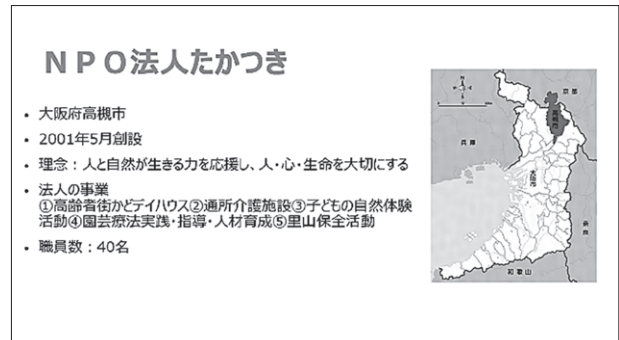 ＮＰＯ法人たかつき
・ 大阪府高槻市
・ 2001年5月創設
・ 理念：人と自然が生きる力を応援し、人・心・生命を大切にする
・ 法人の事業
①高齢者街かどデイハウス②通所介護施設③子どもの自然体験
活動④園芸療法実践・指導・人材育成⑤里山保全活動
・ 職員数：40名
N
京都
高槻市
兵庫
大阪市
奈良
和歌山